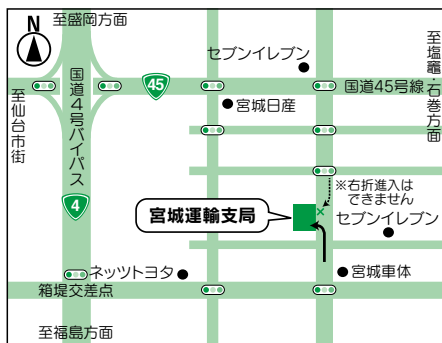 至盛岡方面
N
セブンイレブン
至塩竈・石巻方面
国道4号バイパス
45
国道45号線
至仙台市街
宮城日産
※右折進入は
できません
4
宮城運輸支局
セブンイレブン
ネッツトヨタ
宮城車体
箱堤交差点
至福島方面